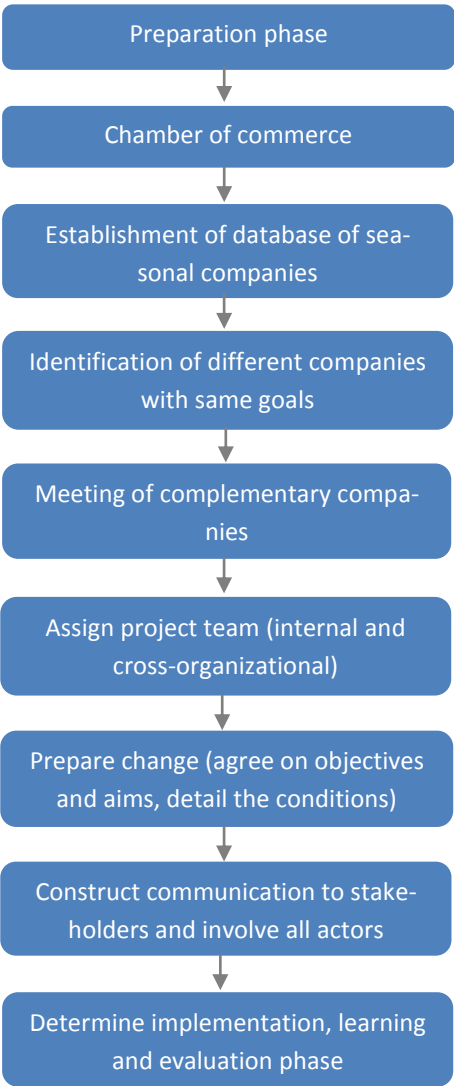 Preparation phase
Chamber of commerce
Establishment of database of sea-
sonal companies
Identification of different companies
with same goals
Meeting of complementary compa-
nies
Assign project team (internal and
cross-organizational)
Prepare change (agree on objectives
and aims, detail the conditions)
Construct communication to stake-
holders and involve all actors
Determine implementation, learning
and evaluation phase